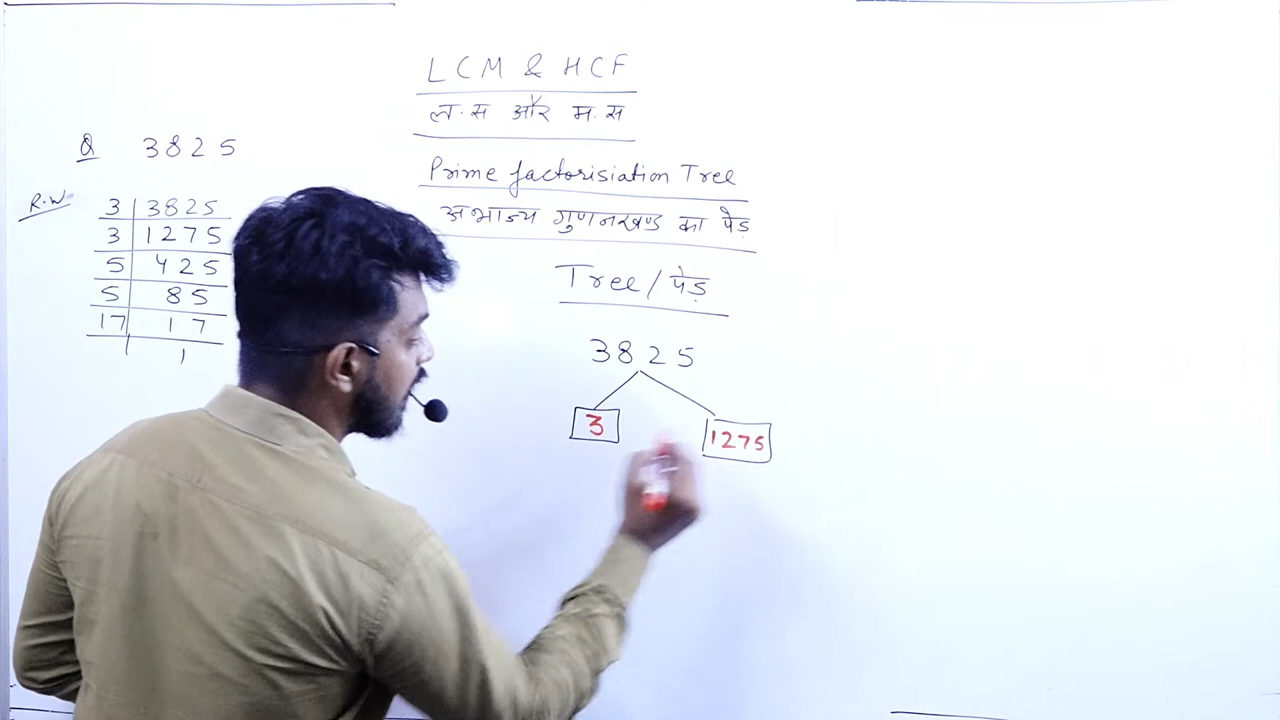 LCM & HCF
ल.स और म.स
Prime factorisiation Tree
अभाज्य गुणनखण्ड का पेड़
Tree/पेड़
Q 3825
R.W
3 3825
3 1275
5 425
5 85
17 17
1
3825
3 1275